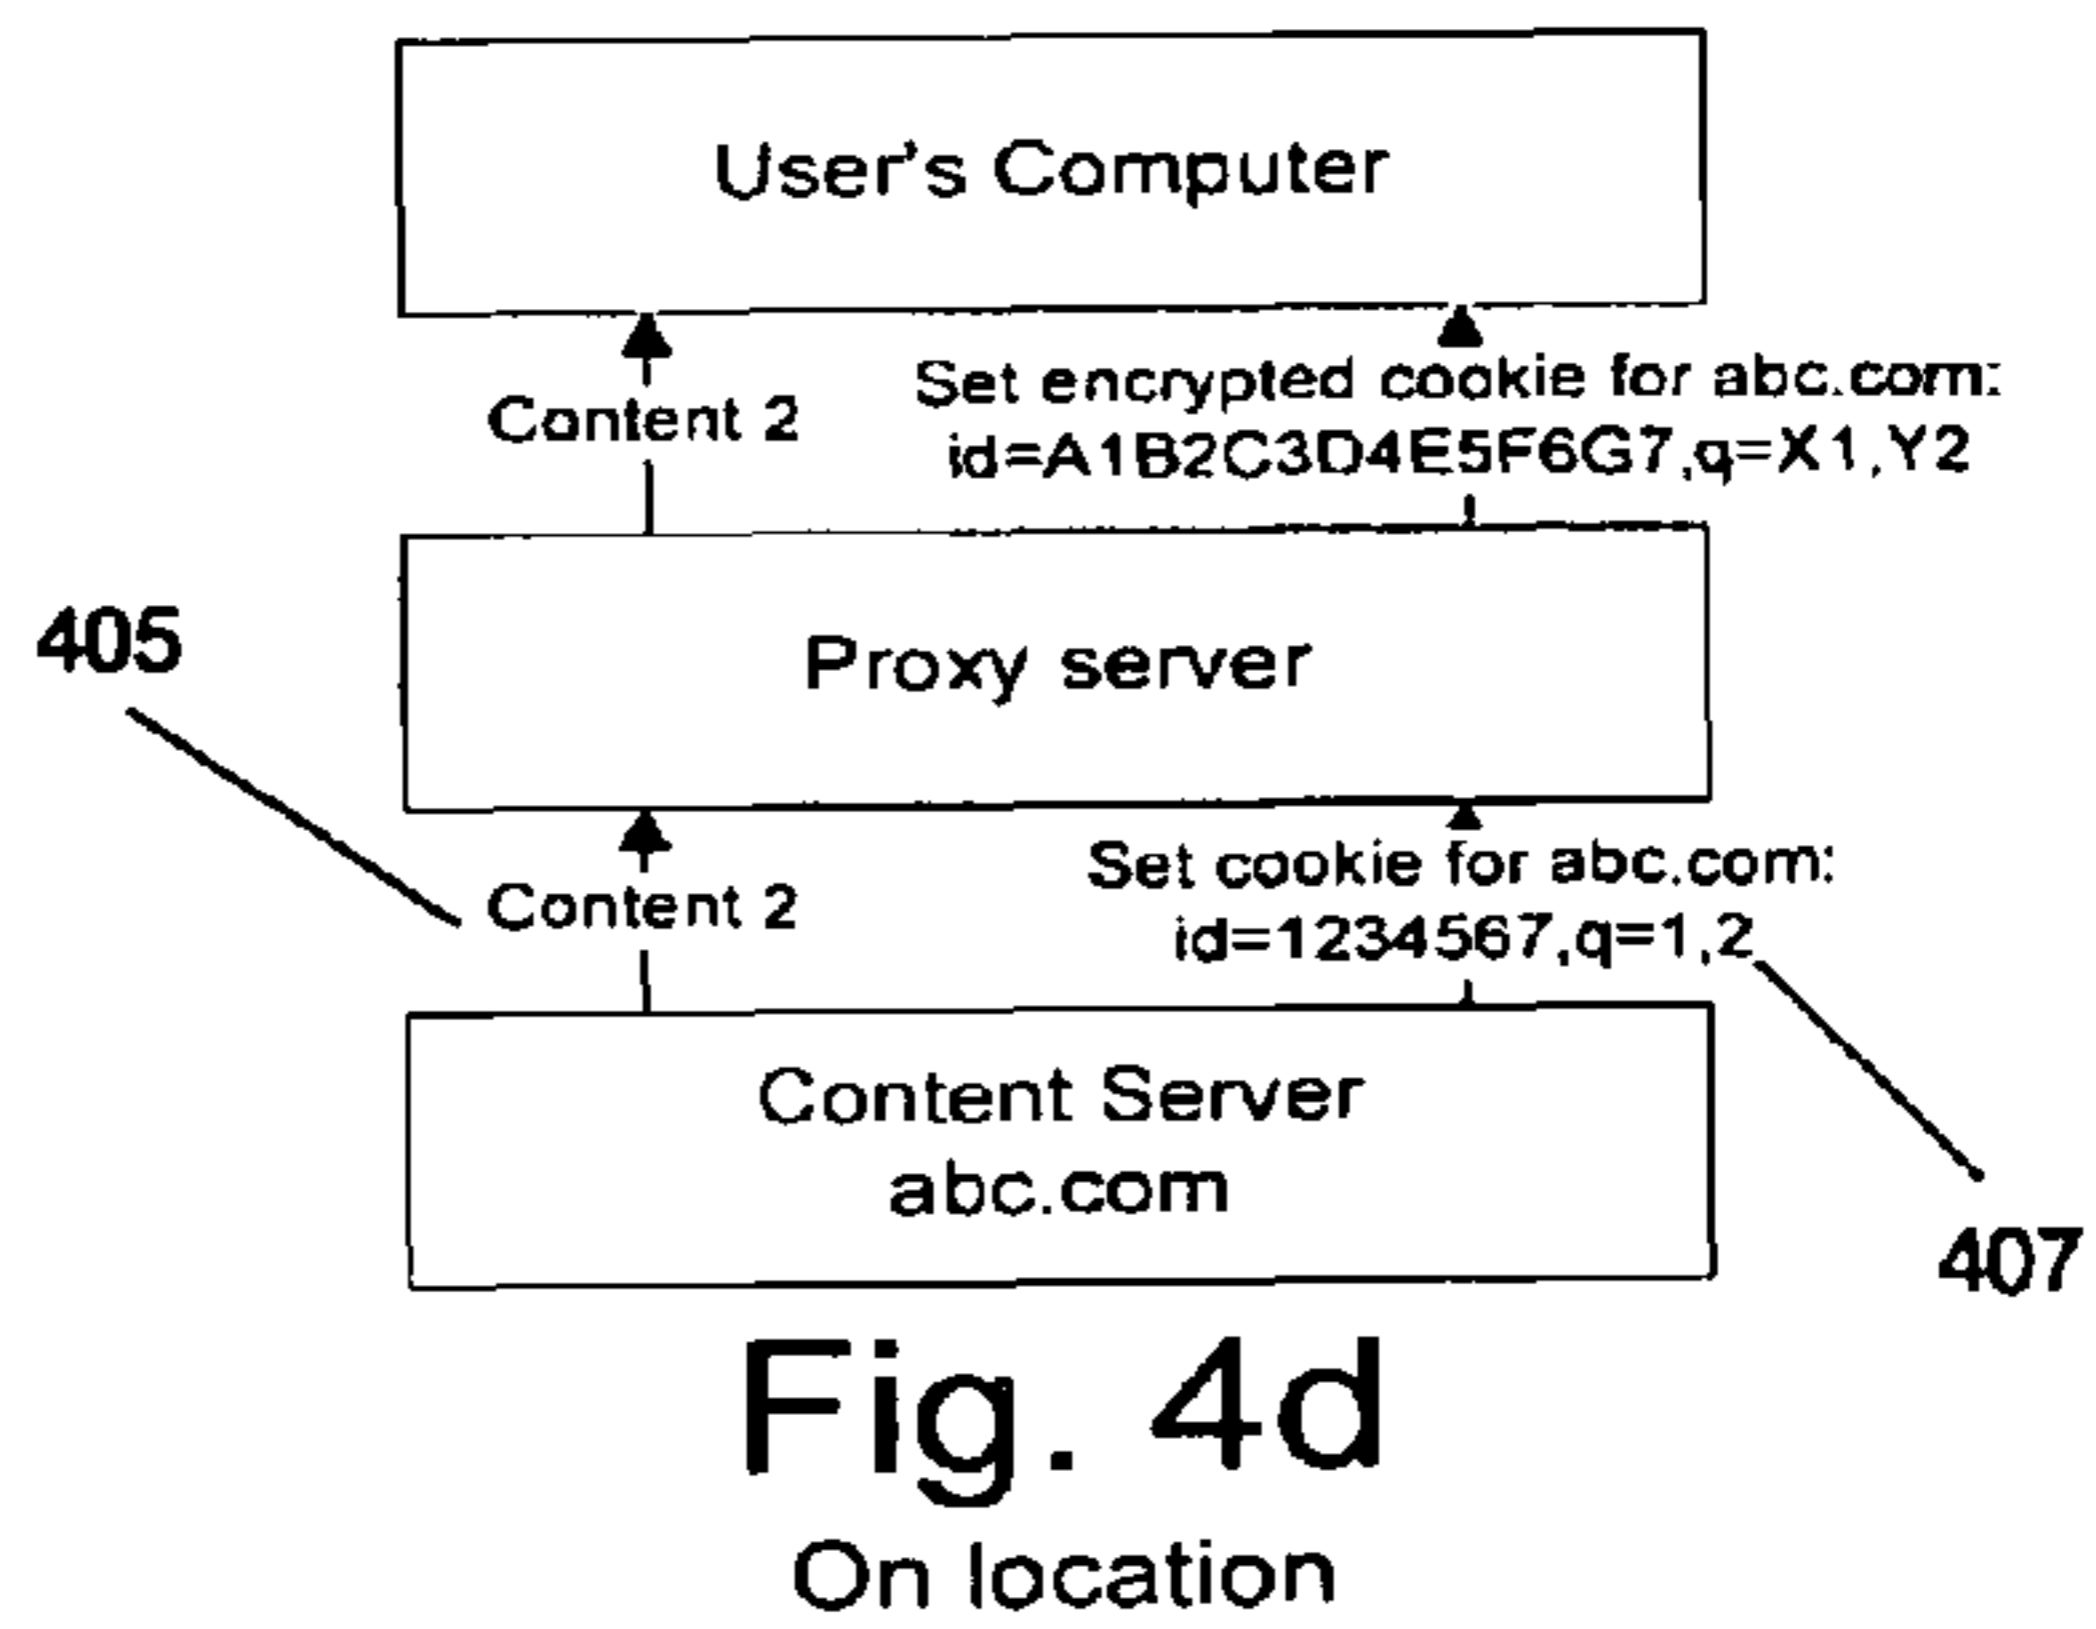 User's Computer
Content 2
Set encrypted cookie for abc.com:
id=A1B2C3D4E5F6G7,q=X1,Y2
405
Proxy server
Content 2
Set cookie for abc.com:
id=1234567,q=1,2
Content Server
abc.com
407
Fig. 4d
On location